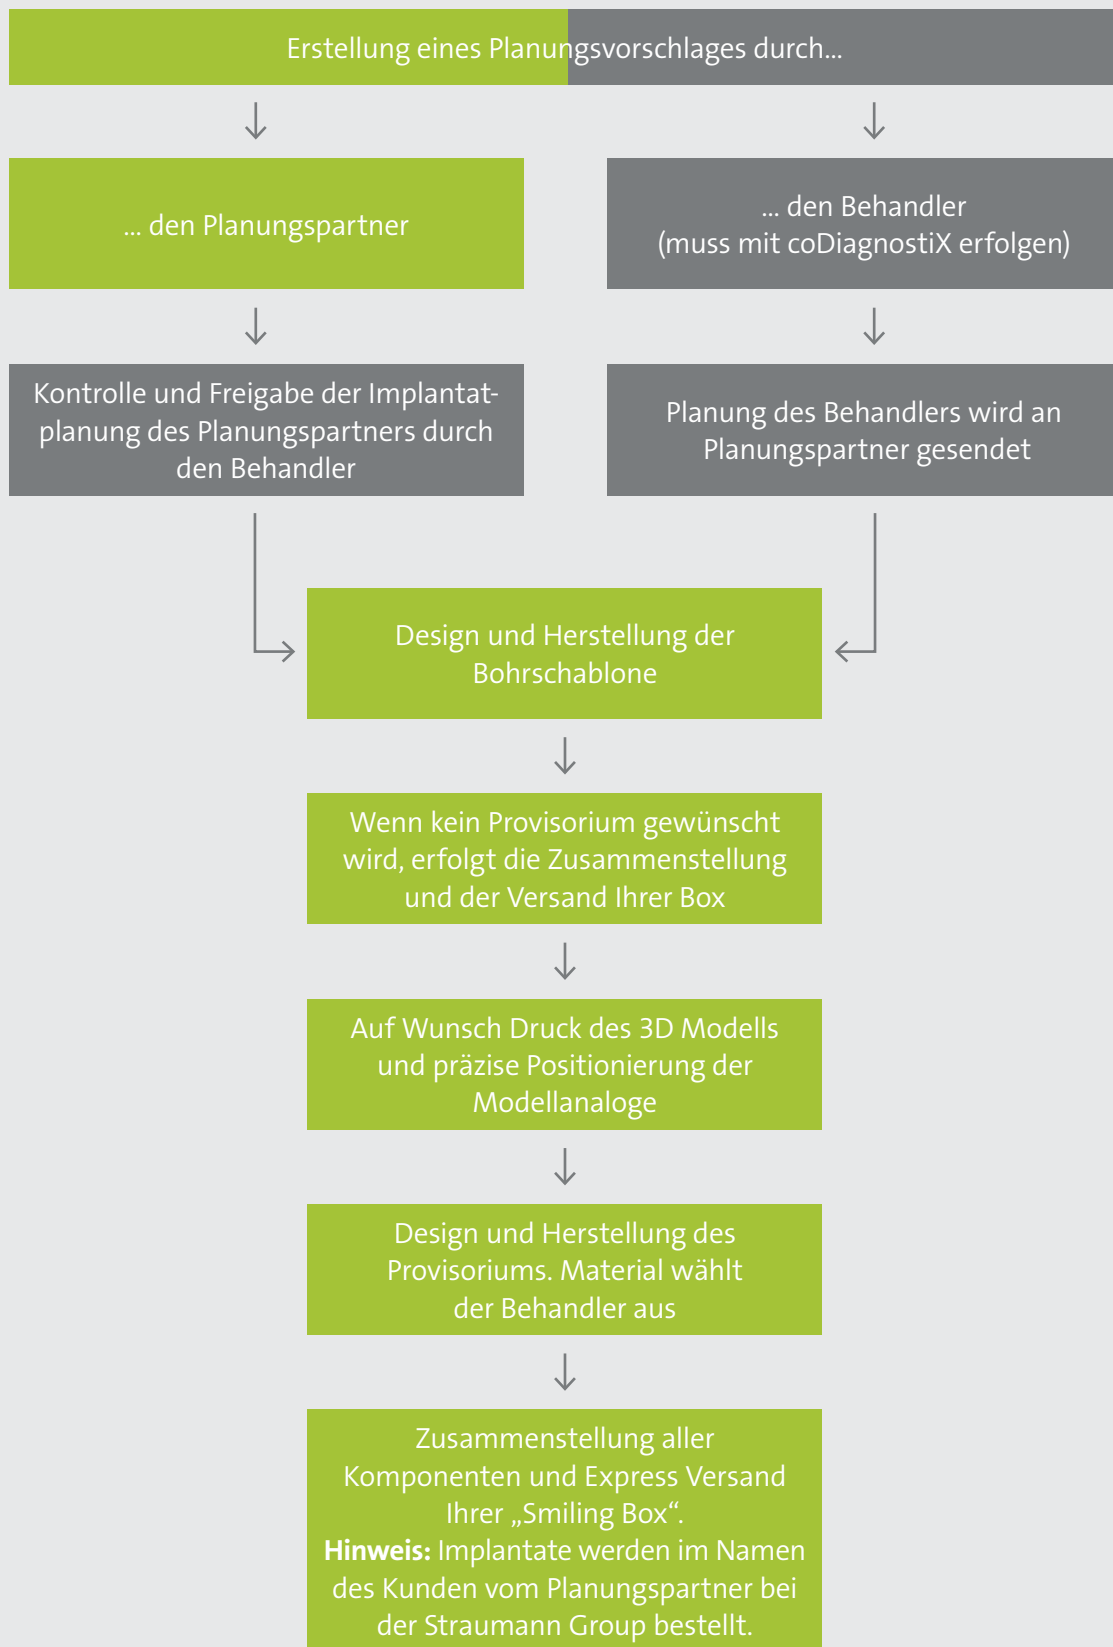 Erstellung eines Planungsvorschlages durch...
... den Planungspartner
... den Behandler
(muss mit coDiagnostiX erfolgen)
Kontrolle und Freigabe der Implantat-
planung des Planungspartners durch
den Behandler
Planung des Behandlers wird an
Planungspartner gesendet
Design und Herstellung der
Bohrschablone
Wenn kein Provisorium gewünscht
wird, erfolgt die Zusammenstellung
und der Versand Ihrer Box
Auf Wunsch Druck des 3D Modells
und präzise Positionierung der
Modellanaloge
Design und Herstellung des
Provisoriums. Material wählt
der Behandler aus
Zusammenstellung aller
Komponenten und Express Versand
Ihrer „Smiling Box“.
Hinweis: Implantate werden im Namen
des Kunden vom Planungspartner bei
der Straumann Group bestellt.